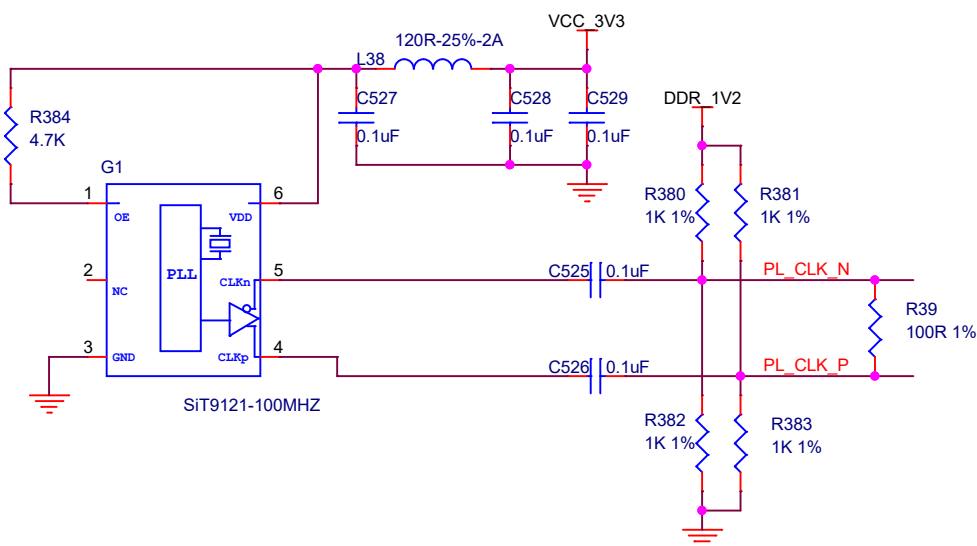 VCC_3V3
120R-25%-2A
L38
C527
0.1uF
C528
0.1uF
C529
0.1uF
DDR_1V2
R384
4.7K
G1
1
OE
6
VDD
R380
1K 1%
R381
1K 1%
2
NC
PLL
5
CLKn
C525
0.1uF
PL_CLK_N
R39
100R 1%
3
GND
4
CLKp
C526
0.1uF
PL_CLK_P
SiT9121-100MHZ
R382
1K 1%
R383
1K 1%